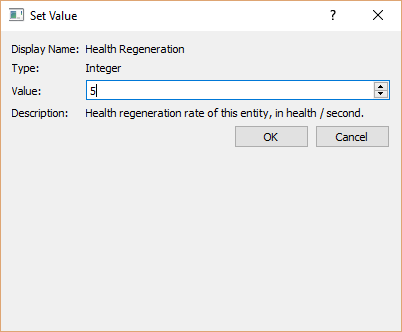 Set Value
Display Name: Health Regeneration
Type: Integer
Value: 5
Description: Health regeneration rate of this entity, in health / second.
OK Cancel